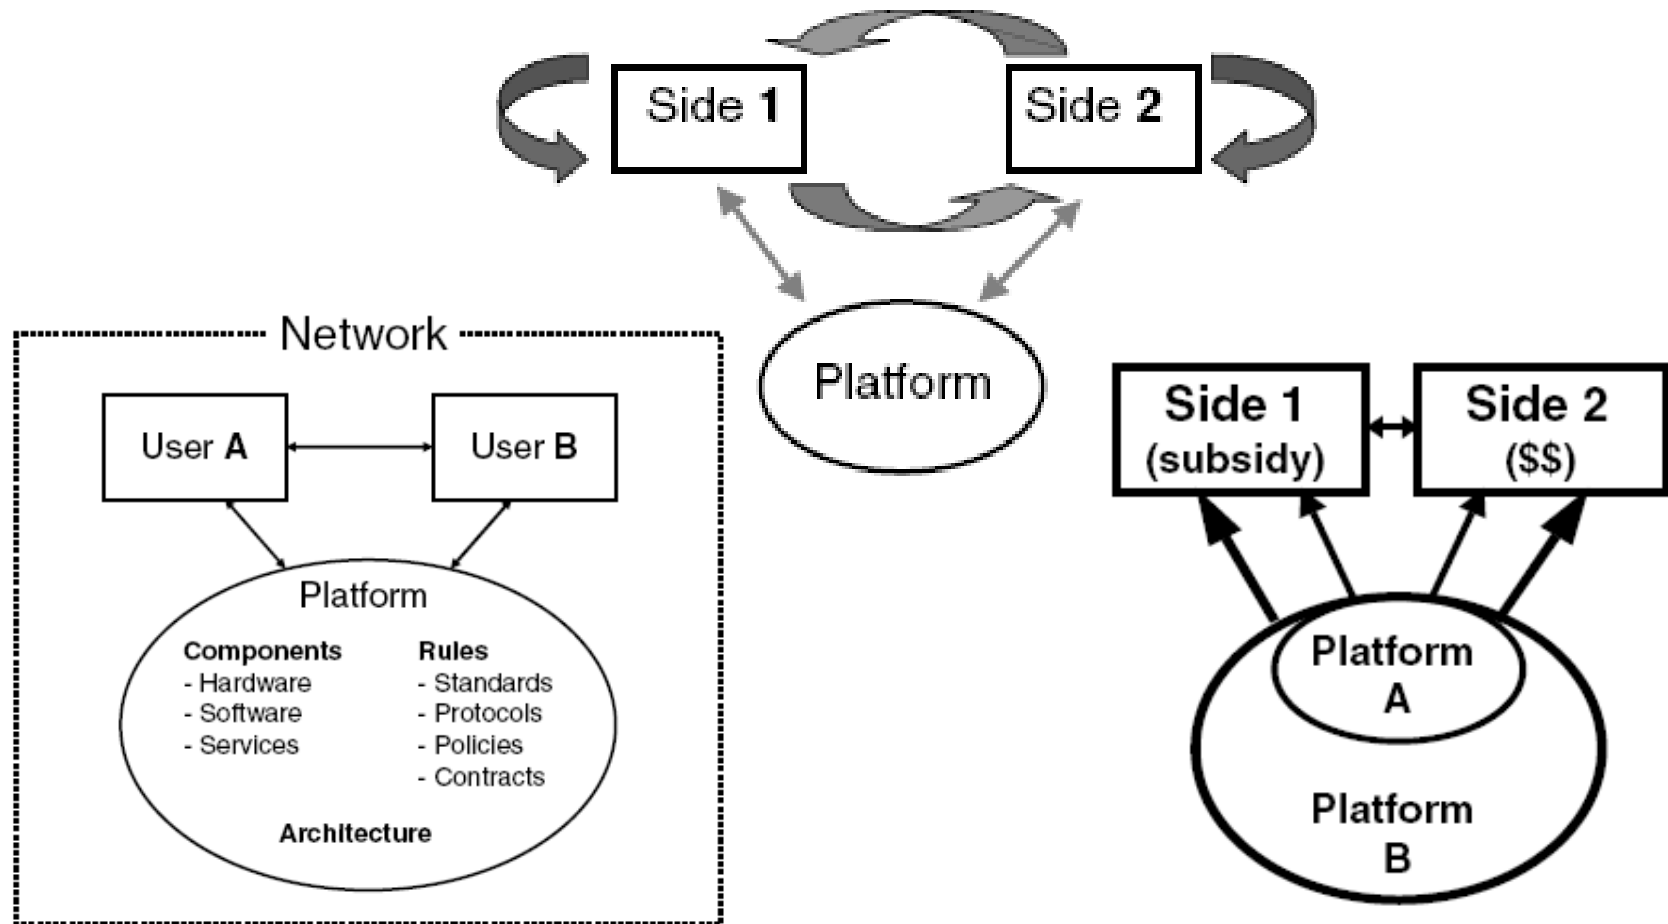 Side 1
Side 2
Platform
Network
User A
User B
Platform
Components
- Hardware
- Software
- Services
Rules
- Standards
- Protocols
- Policies
- Contracts
Architecture
Side 1
(subsidy)
Side 2
($$)
Platform
A
Platform
B